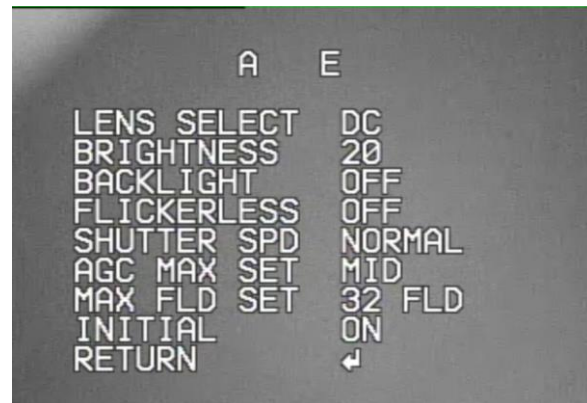 A E
LENS SELECT DC
BRIGHTNESS 20
BACKLIGHT OFF
FLICKERLESS OFF
SHUTTER SPD NORMAL
AGC MAX SET MID
MAX FLD SET 32 FLD
INITIAL ON
RETURN ↵